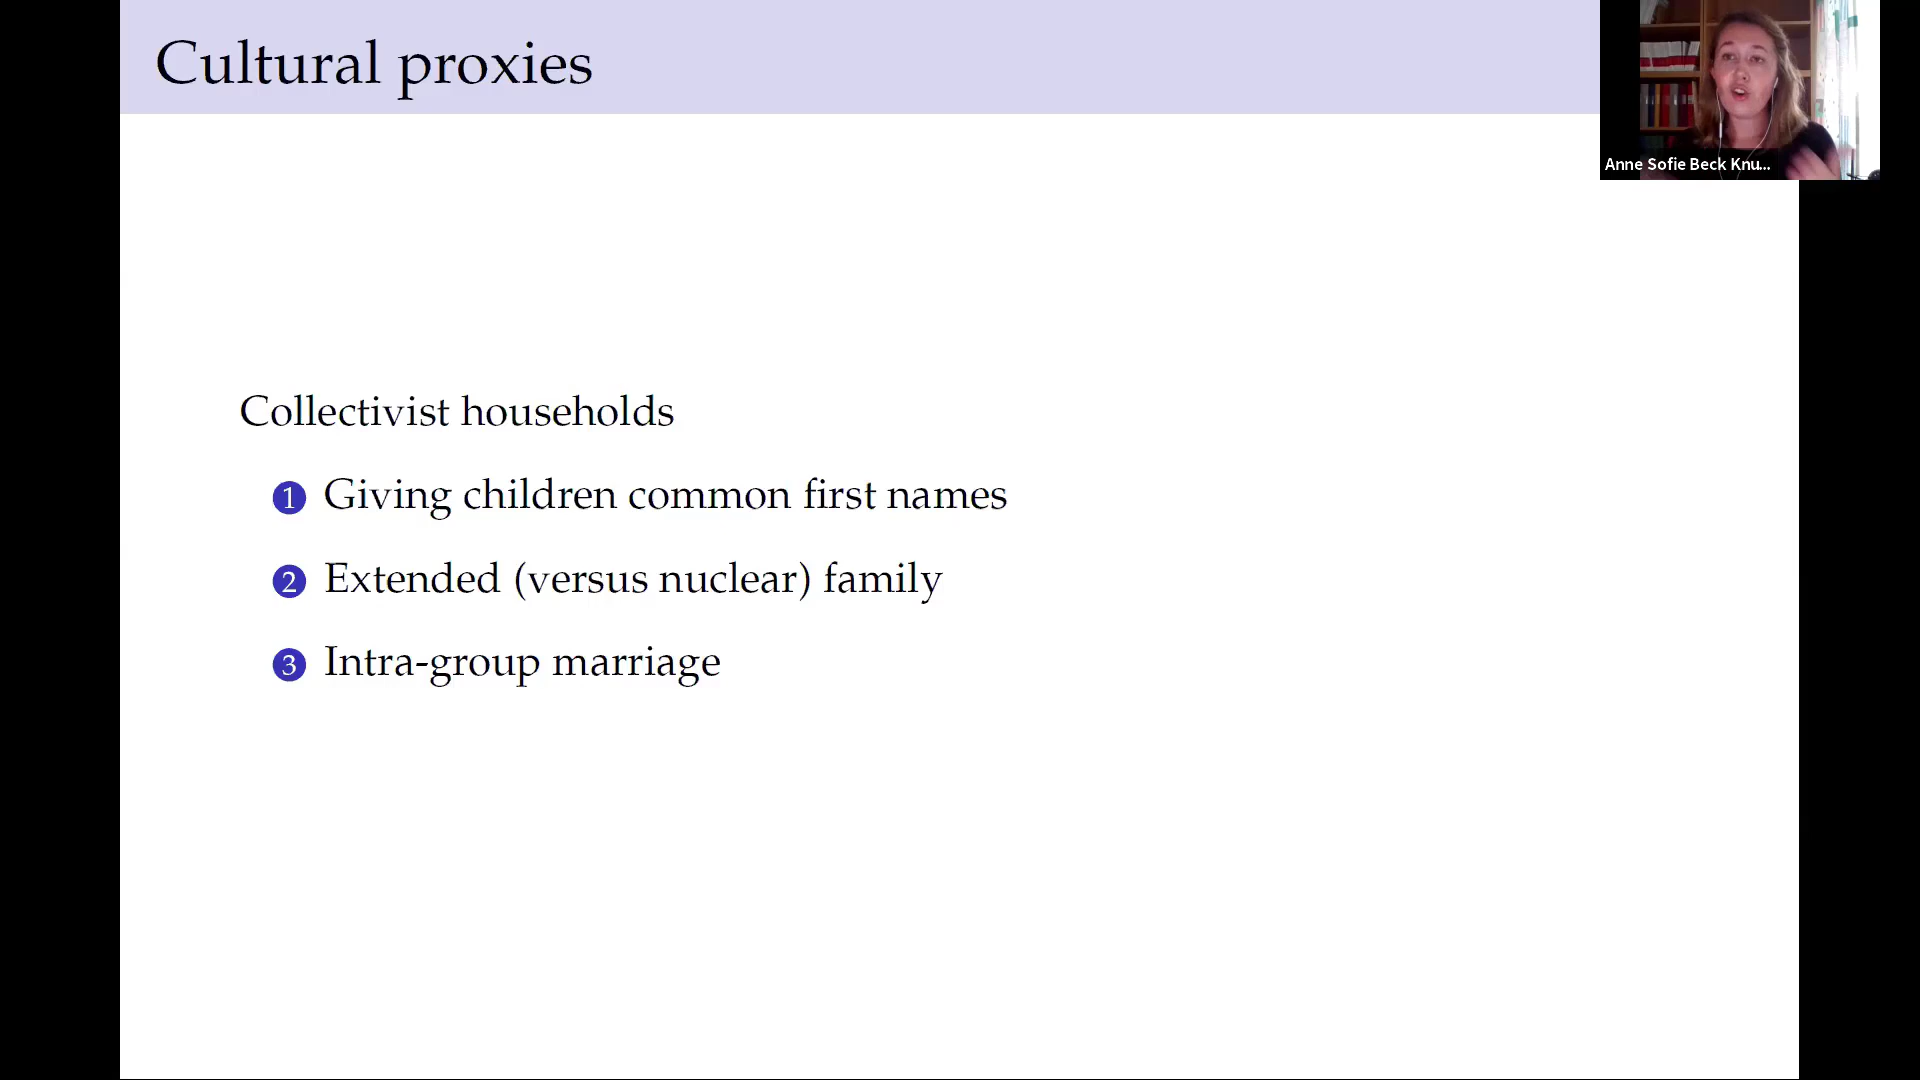 Cultural proxies
Anne Sofie Beck Knu...
Collectivist households
1 Giving children common first names
2 Extended (versus nuclear) family
3 Intra-group marriage